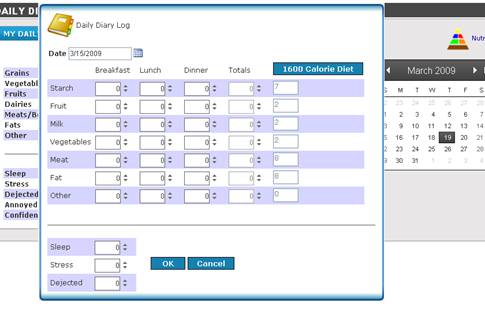 AILY DI
Daily Diary Log
MY DAIL
Nutr
Date 3/15/2009
Breakfast Lunch Dinner Totals 1600 Calorie Diet
March 2009
Grains
Vegetabl
Fruits
Dairies
Meats/B
Fats
Other
Starch 0 0 0 0 7
Fruit 0 0 0 0 2
Milk 0 0 0 0 2
Vegetables 0 0 0 0 2
Meat 0 0 0 0 8
Fat 0 0 0 0 8
Other 0 0 0 0 0
S M T W T F S
22 23 24 25 26 27 28
1 2 3 4 5 6 7
8 9 10 11 12 13 14
15 16 17 18 19 20 21
22 23 24 25 26 27 28
29 30 31 1 2 3 4
Sleep
Stress
Dejected
Annoyed
Confiden
Sleep 0
Stress 0
Dejected 0
OK Cancel